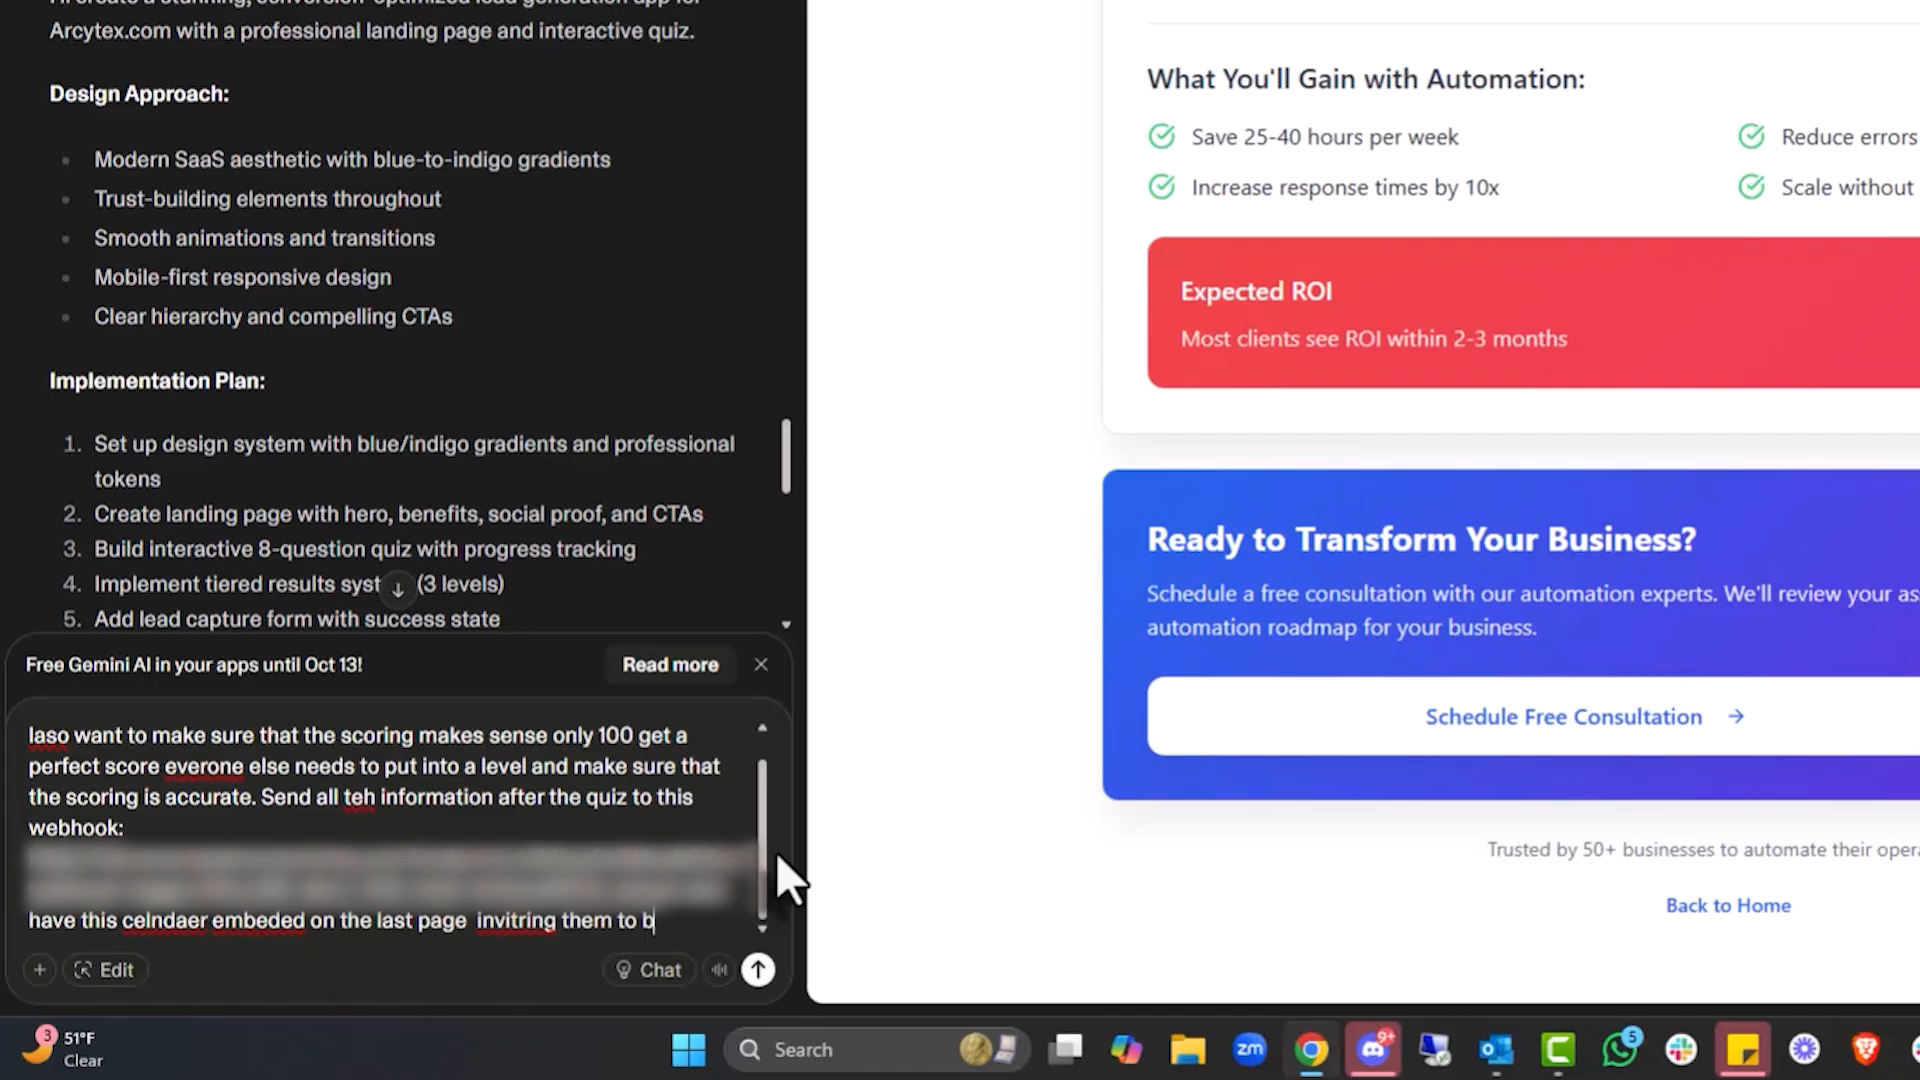 Arcytex.com with a professional landing page and interactive quiz.
Design Approach:
Modern SaaS aesthetic with blue-to-indigo gradients
Trust-building elements throughout
Smooth animations and transitions
Mobile-first responsive design
Clear hierarchy and compelling CTAs
Implementation Plan:
1. Set up design system with blue/indigo gradients and professional
tokens
2. Create landing page with hero, benefits, social proof, and CTAs
3. Build interactive 8-question quiz with progress tracking
4. Implement tiered results syst (3 levels)
5. Add lead capture form with success state
Free Gemini AI in your apps until Oct 13!
Read more
Iaso want to make sure that the scoring makes sense only 100 get a
perfect score everone else needs to put into a level and make sure that
the scoring is accurate. Send all teh information after the quiz to this
webhook:
have this celndaer embeded on the last page invitring them to b
Edit
Chat
What You'll Gain with Automation:
Save 25-40 hours per week
Reduce errors
Increase response times by 10x
Scale without
Expected ROI
Most clients see ROI within 2-3 months
Ready to Transform Your Business?
Schedule a free consultation with our automation experts. We'll review your as
automation roadmap for your business.
Schedule Free Consultation
Trusted by 50+ businesses to automate their opera
Back to Home
3
51°F
Clear
Search
zm
9+
5